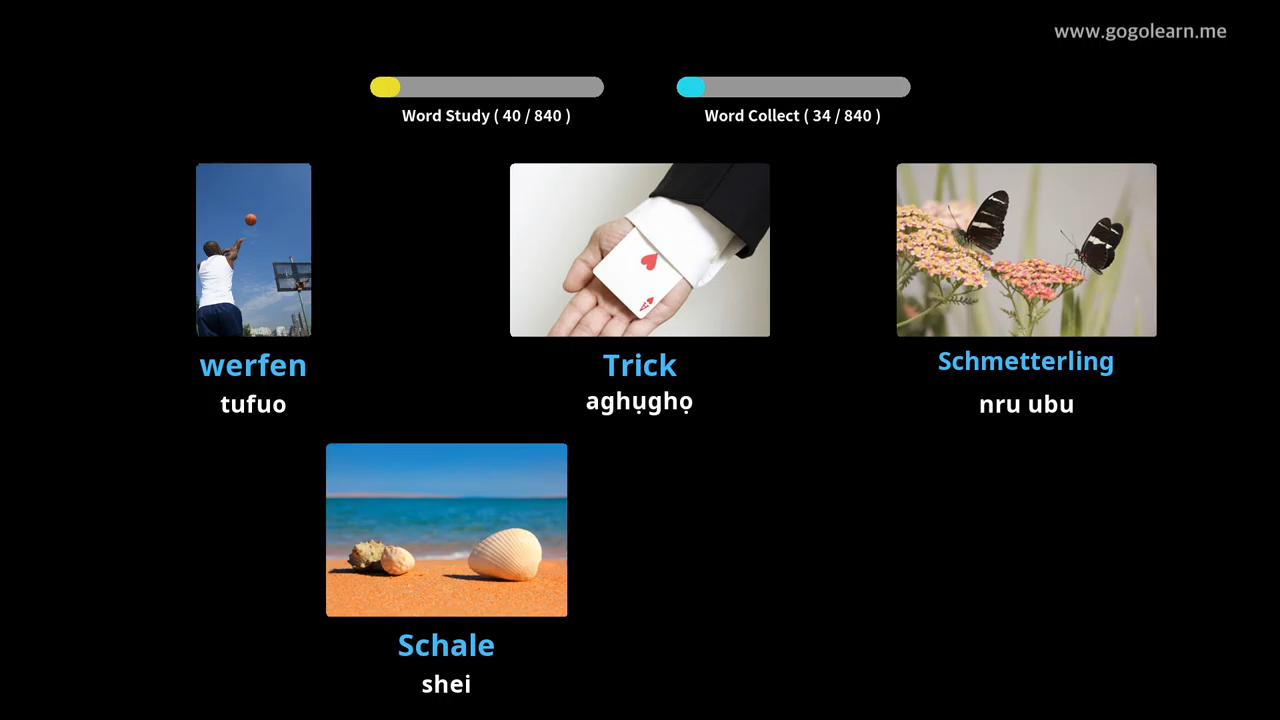 www.gogolearn.me
Word Study ( 40 / 840 )
Word Collect ( 34 / 840 )
werfen
tufuo
Trick
aghụghọ
Schmetterling
nru ubu
Schale
shei